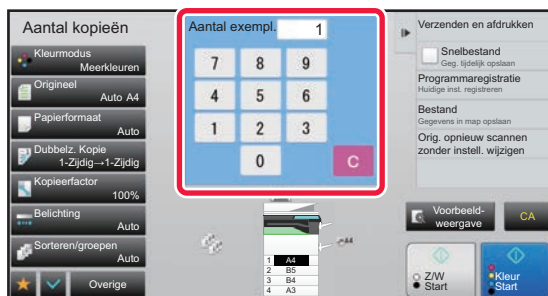 Aantal kopieën
Kleurmodus
Meerkleuren
Origineel
Auto A4
Papierformaat
Auto
Dubbelz. Kopie
1-Zijdig→1-Zijdig
Kopieerfactor
100%
Belichting
Auto
Sorteren/groepen
Auto
Overige
Aantal exempl. 1
7 8 9
4 5 6
1 2 3
0 C
A4
1 A4
2 B5
3 B4
4 A3
Verzenden en afdrukken
Snelbestand
Geg. tijdelijk opslaan
Programmaregistratie
Huidige inst. registreren
Bestand
Gegevens in map opslaan
Orig. opnieuw scannen
zonder instell. wijzigen
Voorbeeld-
weergave
CA
Z/W
Start
Kleur
Start